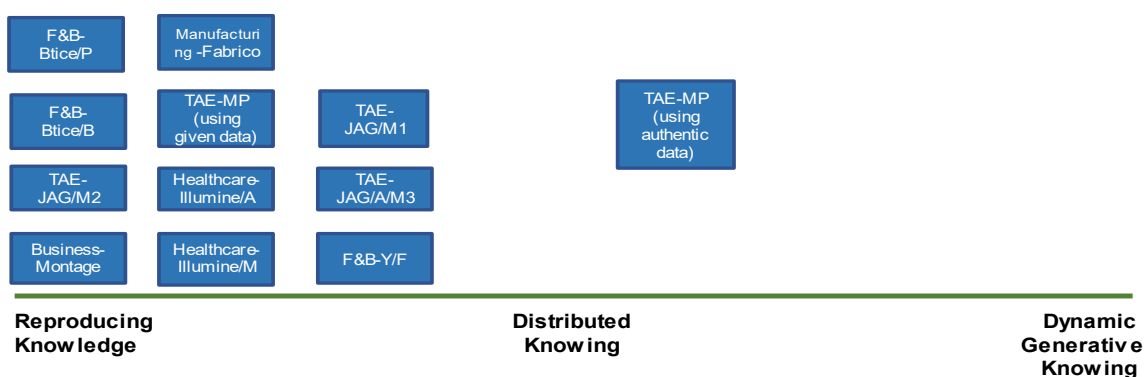 F&B-
Btice/P
Manufacturi
ng -Fabrico
F&B-
Btice/B
TAE-MP
(using
given data)
TAE-
JAG/M1
TAE-MP
(using
authentic
data)
TAE-
JAG/M2
Healthcare-
Illumine/A
TAE-
JAG/A/M3
Business-
Montage
Healthcare-
Illumine/M
F&B-Y/F
Reproducing
Knowledge
Distributed
Knowing
Dynamic
Generative
Knowing